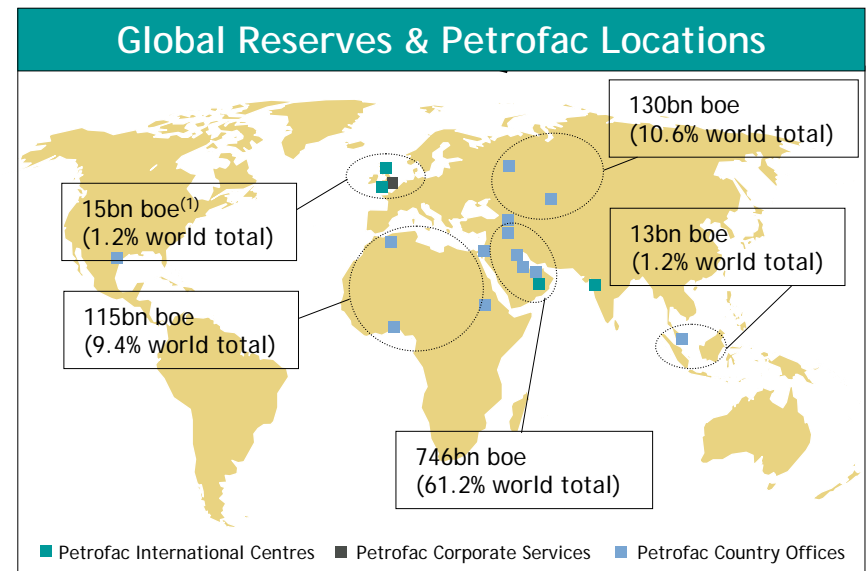 Global Reserves & Petrofac Locations
130bn boe
(10.6% world total)
15bn boe(1)
(1.2% world total)
13bn boe
(1.2% world total)
115bn boe
(9.4% world total)
746bn boe
(61.2% world total)
Petrofac International Centres
Petrofac Corporate Services
Petrofac Country Offices